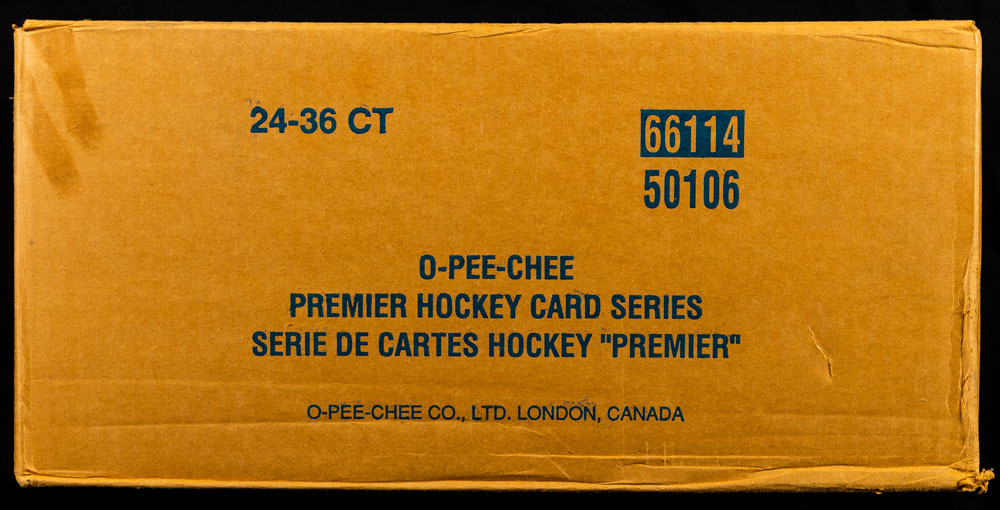 24-36 CT
66114
50106
O-PEE-CHEE
PREMIER HOCKEY CARD SERIES
SERIE DE CARTES HOCKEY "PREMIER"
O-PEE-CHEE CO., LTD. LONDON, CANADA